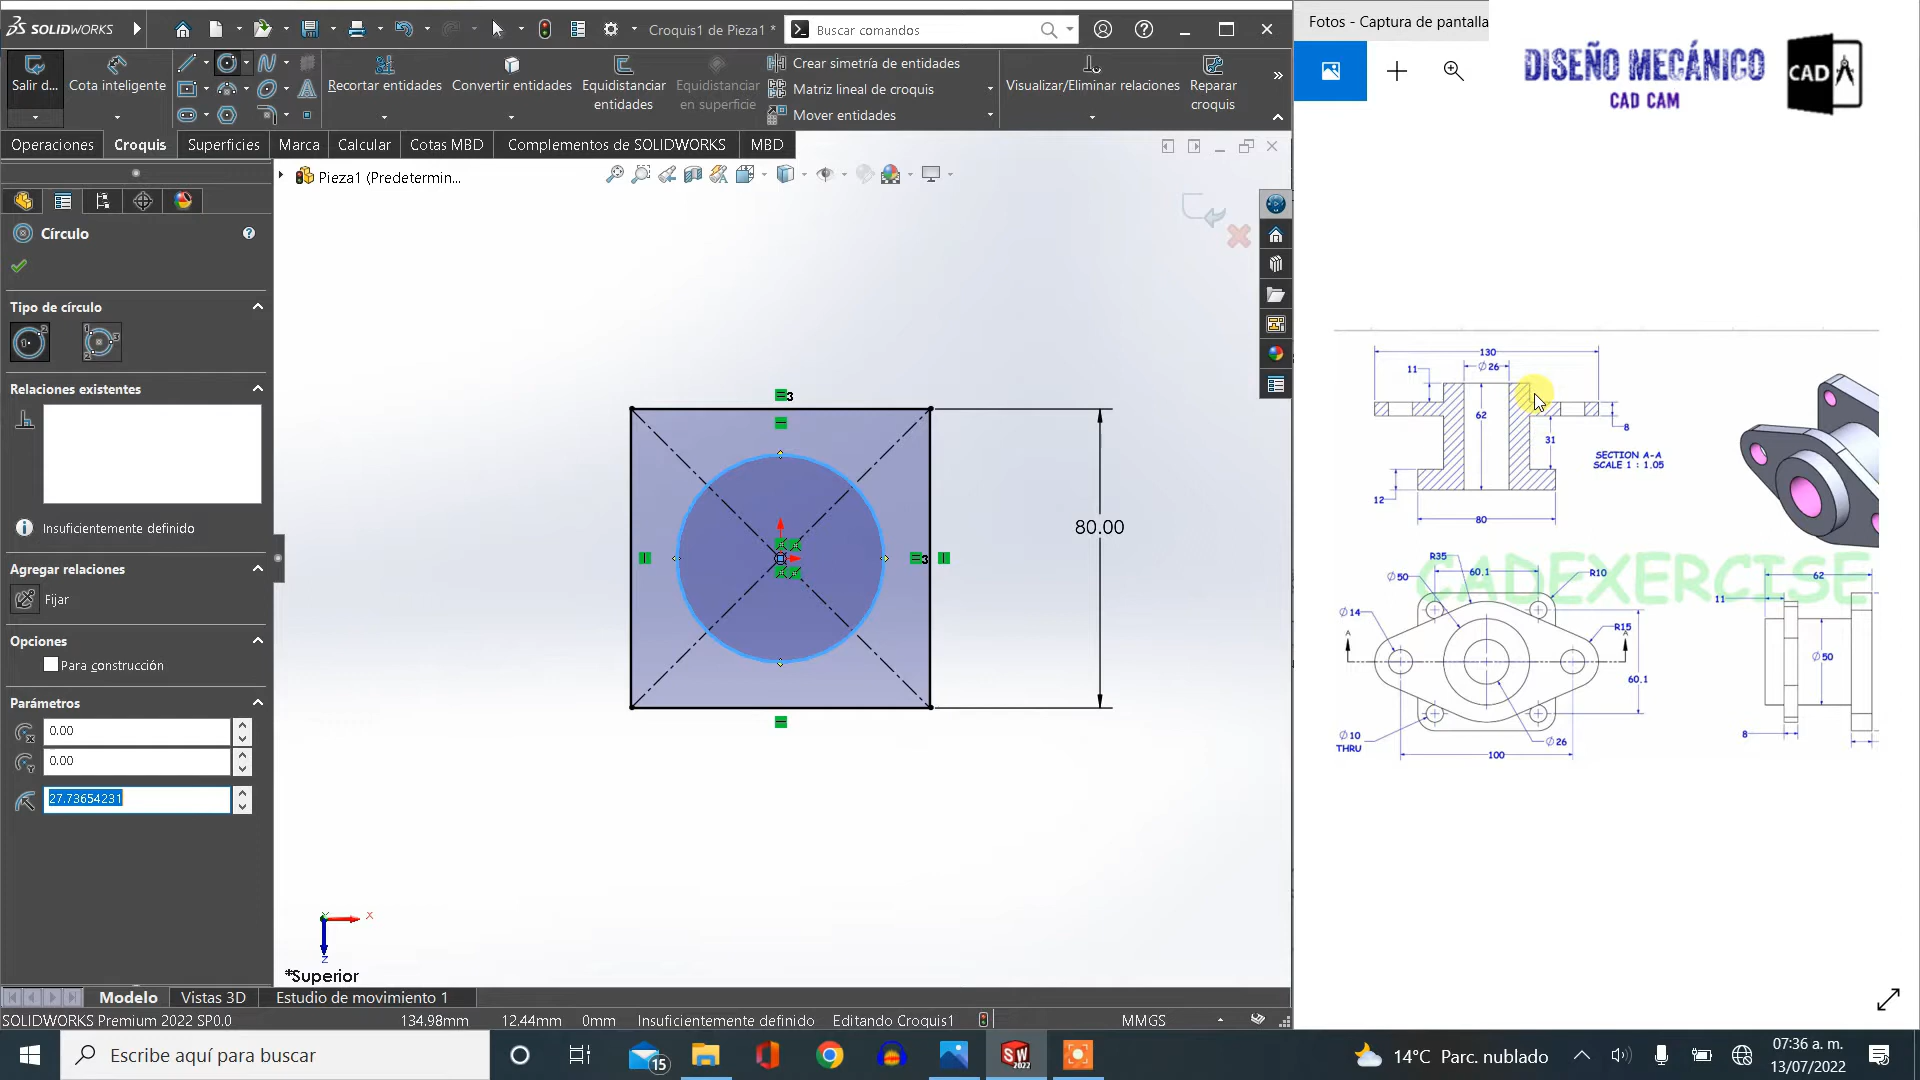 SOLIDWORKS
Croquis1 de Pieza1 *
Buscar comandos
Fotos - Captura de pantalla
DISEÑO MECÁNICO
CAD CAM
CAD
Salir d...
Cota inteligente
Recortar entidades
Convertir entidades
Equidistanciar
entidades
Equidistanciar
en superficie
Crear simetría de entidades
Matriz lineal de croquis
Mover entidades
Visualizar/Eliminar relaciones
Reparar
croquis
Operaciones
Croquis
Superficies
Marca
Calcular
Cotas MBD
Complementos de SOLIDWORKS
MBD
Pieza1 (Predetermin...
Círculo
Tipo de círculo
Relaciones existentes
Insuficientemente definido
Agregar relaciones
Fijar
Opciones
Para construcción
Parámetros
0.00
0.00
27.73654231
3
3
80.00
X
Y
Z
*Superior
130
Ø26
11
62
31
8
12
80
SECTION A-A
SCALE 1 : 1.05
CADEXERCISE
R35
60.1
R10
Ø50
Ø14
R15
A
A
60.1
Ø10
THRU
Ø26
100
62
11
Ø50
8
Modelo
Vistas 3D
Estudio de movimiento 1
SOLIDWORKS Premium 2022 SP0.0
134.98mm
12.44mm
0mm
Insuficientemente definido
Editando Croquis1
MMGS
Escribe aquí para buscar
15
SW
2022
14°C Parc. nublado
07:36 a. m.
13/07/2022